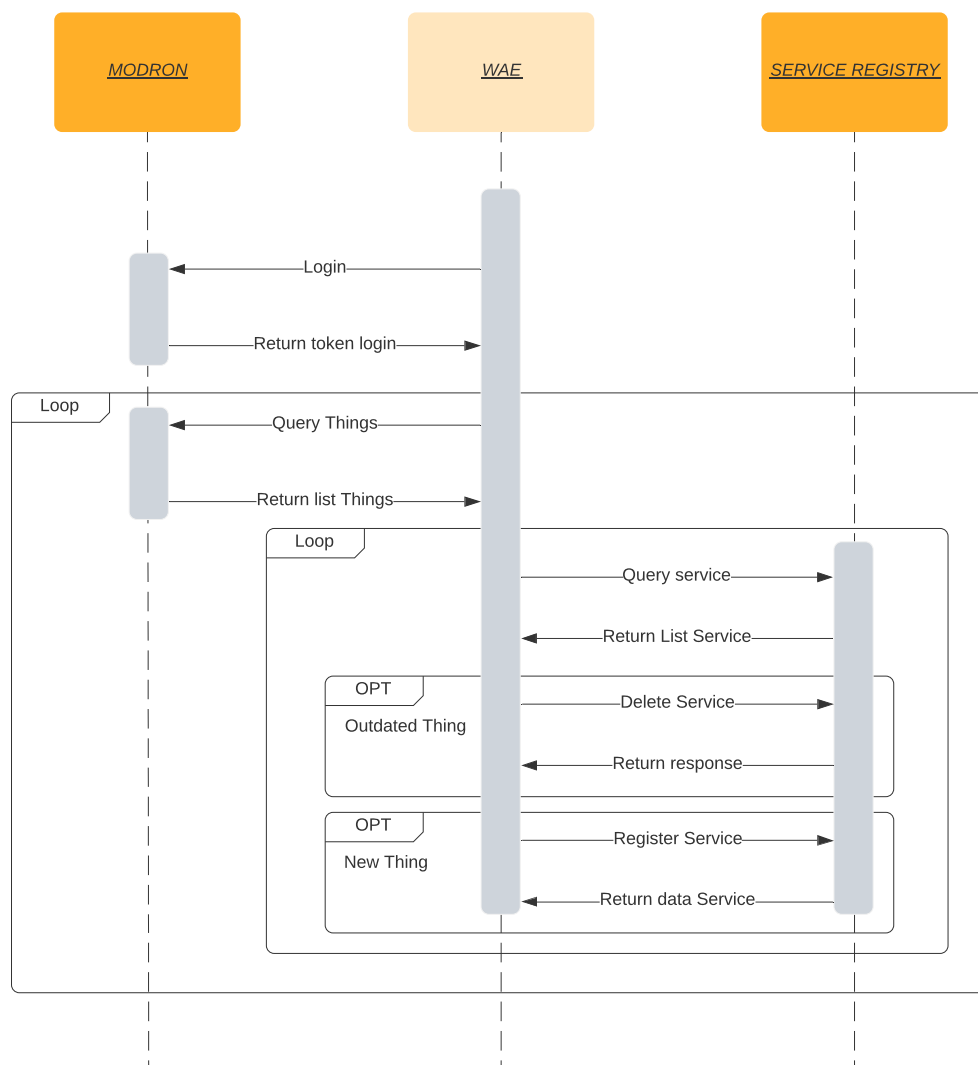 MODRON
WAE
SERVICE REGISTRY
Login
Return token login
Loop
Query Things
Return list Things
Loop
Query service
Return List Service
OPT
Delete Service
Outdated Thing
Return response
OPT
Register Service
New Thing
Return data Service